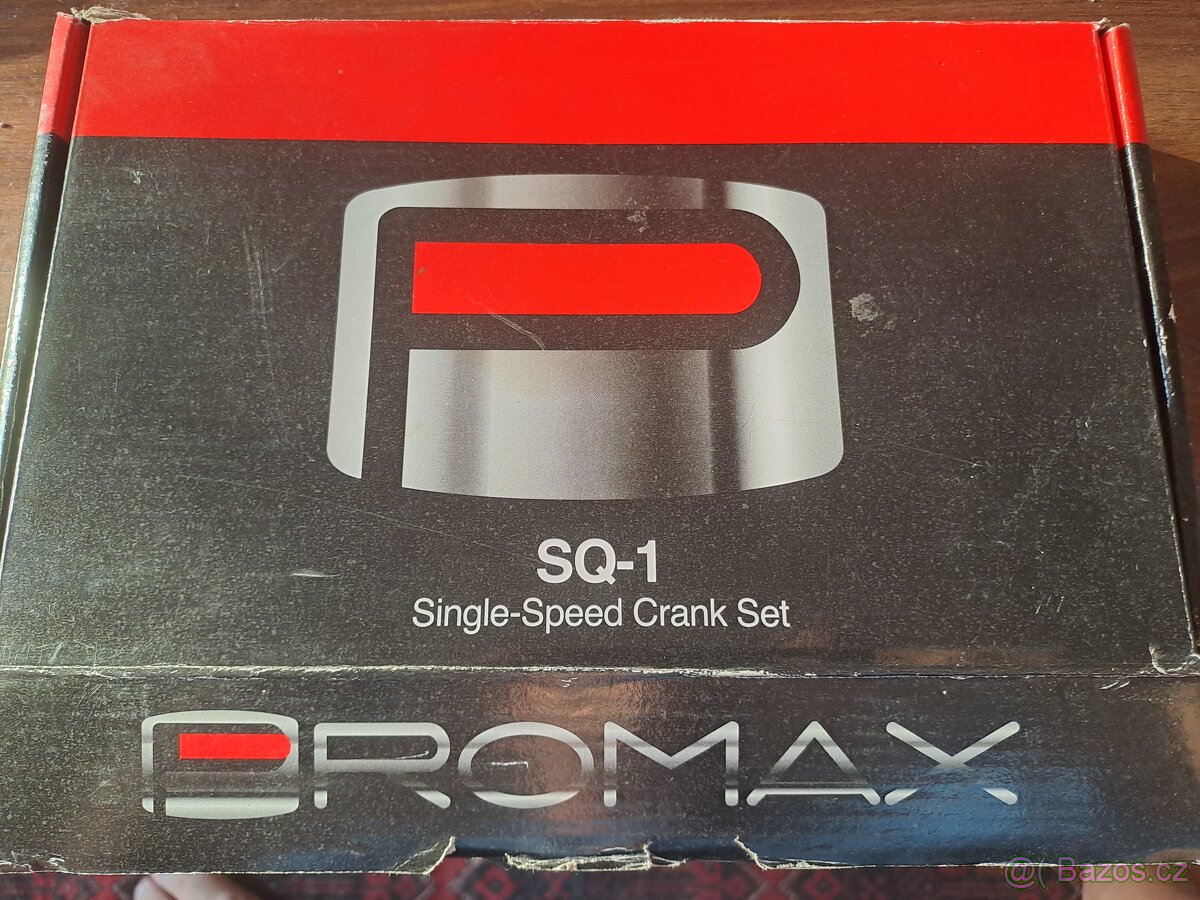 SQ-1
Single-Speed Crank Set
PROMAX
@( Bazos.cz